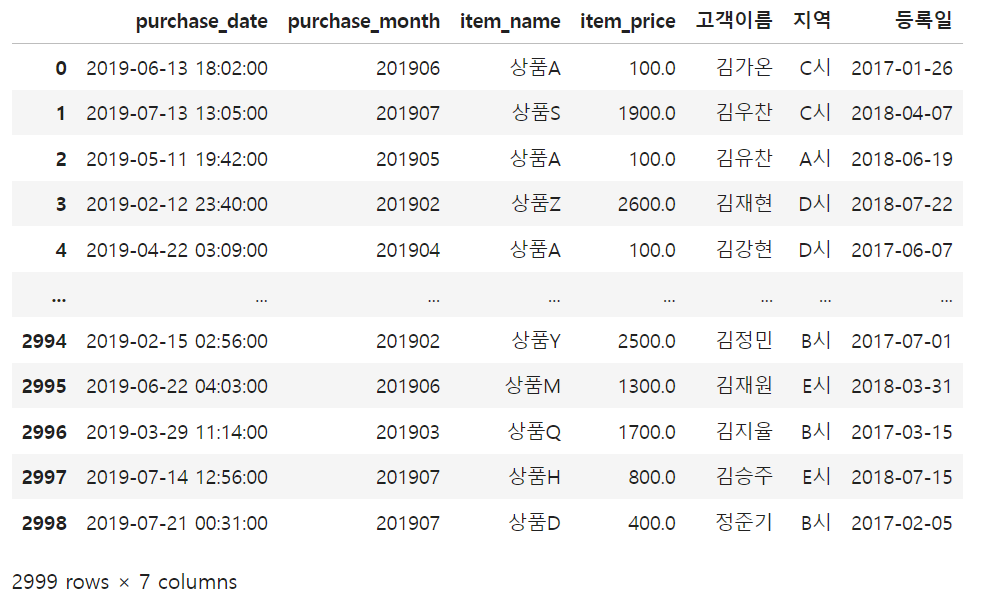 purchase_date purchase_month item_name item_price 고객이름 지역 등록일
0 2019-06-13 18:02:00 201906 상품A 100.0 김가온 C시 2017-01-26
1 2019-07-13 13:05:00 201907 상품S 1900.0 김우찬 C시 2018-04-07
2 2019-05-11 19:42:00 201905 상품A 100.0 김유찬 A시 2018-06-19
3 2019-02-12 23:40:00 201902 상품Z 2600.0 김재현 D시 2018-07-22
4 2019-04-22 03:09:00 201904 상품A 100.0 김강현 D시 2017-06-07
... ... ... ... ... ... ... ...
2994 2019-02-15 02:56:00 201902 상품Y 2500.0 김정민 B시 2017-07-01
2995 2019-06-22 04:03:00 201906 상품M 1300.0 김재원 E시 2018-03-31
2996 2019-03-29 11:14:00 201903 상품Q 1700.0 김지율 B시 2017-03-15
2997 2019-07-14 12:56:00 201907 상품H 800.0 김승주 E시 2018-07-15
2998 2019-07-21 00:31:00 201907 상품D 400.0 정준기 B시 2017-02-05
2999 rows × 7 columns